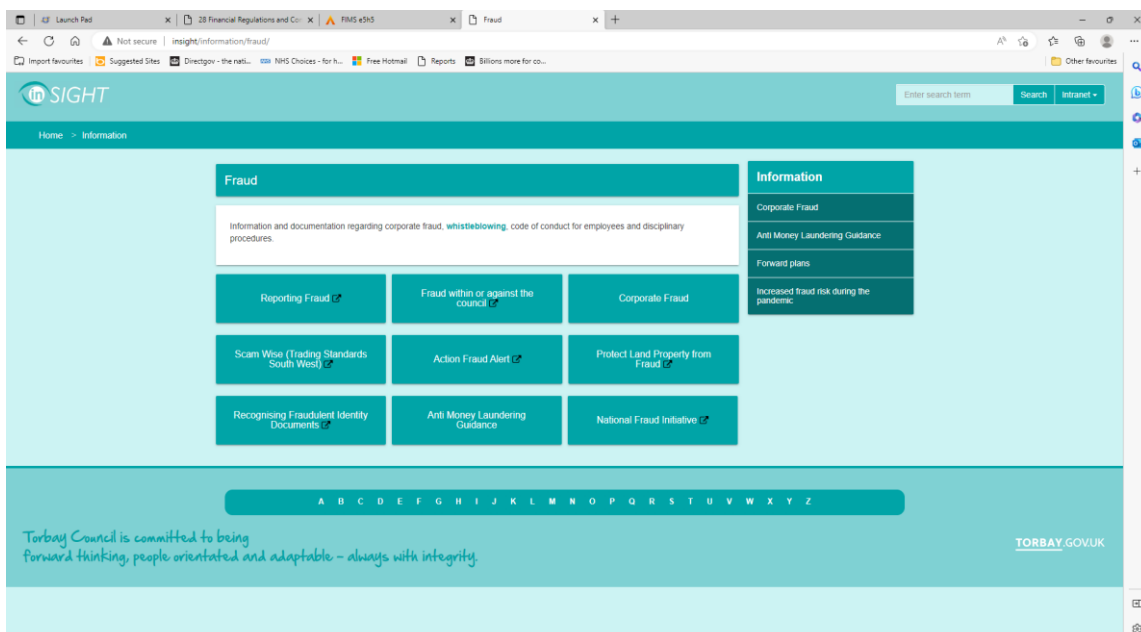 Launch Pad
28 Financial Regulations and Cor
FIMS e5h5
Fraud
Not secure insight/information/fraud/
Import favourites Suggested Sites Directgov - the nati... NHS Choices - for h... Free Hotmail Reports Billions more for co... Other favourites
in SIGHT
Enter search term Search Intranet
Home > Information
Fraud
Information and documentation regarding corporate fraud, whistleblowing, code of conduct for employees and disciplinary
procedures.
Reporting Fraud
Fraud within or against the
council
Corporate Fraud
Scam Wise (Trading Standards
South West)
Action Fraud Alert
Protect Land Property from
Fraud
Recognising Fraudulent Identity
Documents
Anti Money Laundering
Guidance
National Fraud Initiative
Information
Corporate Fraud
Anti Money Laundering Guidance
Forward plans
Increased fraud risk during the
pandemic
A B C D E F G H I J K L M N O P Q R S T U V W X Y Z
Torbay Council is committed to being
forward thinking, people orientated and adaptable – always with integrity.
TORBAY.GOV.UK